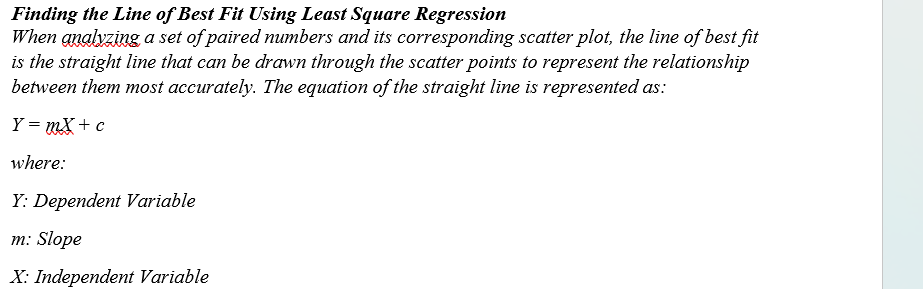 Finding the Line of Best Fit Using Least Square Regression
When analyzing a set of paired numbers and its corresponding scatter plot, the line of best fit
is the straight line that can be drawn through the scatter points to represent the relationship
between them most accurately. The equation of the straight line is represented as:
Y = mX + c
where:
Y: Dependent Variable
m: Slope
X: Independent Variable